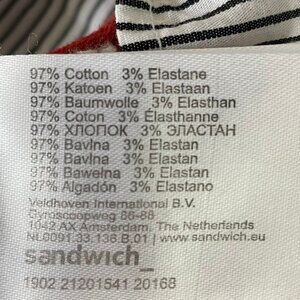 97% Cotton 3% Elastane
97% Katoen 3% Elastaan
97% Baumwolle 3% Elasthan
97% Coton 3% Élasthanne
97% ХЛОПОК 3% ЭЛАСТАН
97% Bavlna 3% Elastan
97% Bavlna 3% Elastan
97% Bawełna 3% Elastan
97% Algadón 3% Elastano
Veldhoven International B.V.
Gyroscoopweg 86-88
1042 AX Amsterdam, The Netherlands
NL0091.33.136.B.01 | www.sandwich.eu
sandwich_
1902 21201541 20168